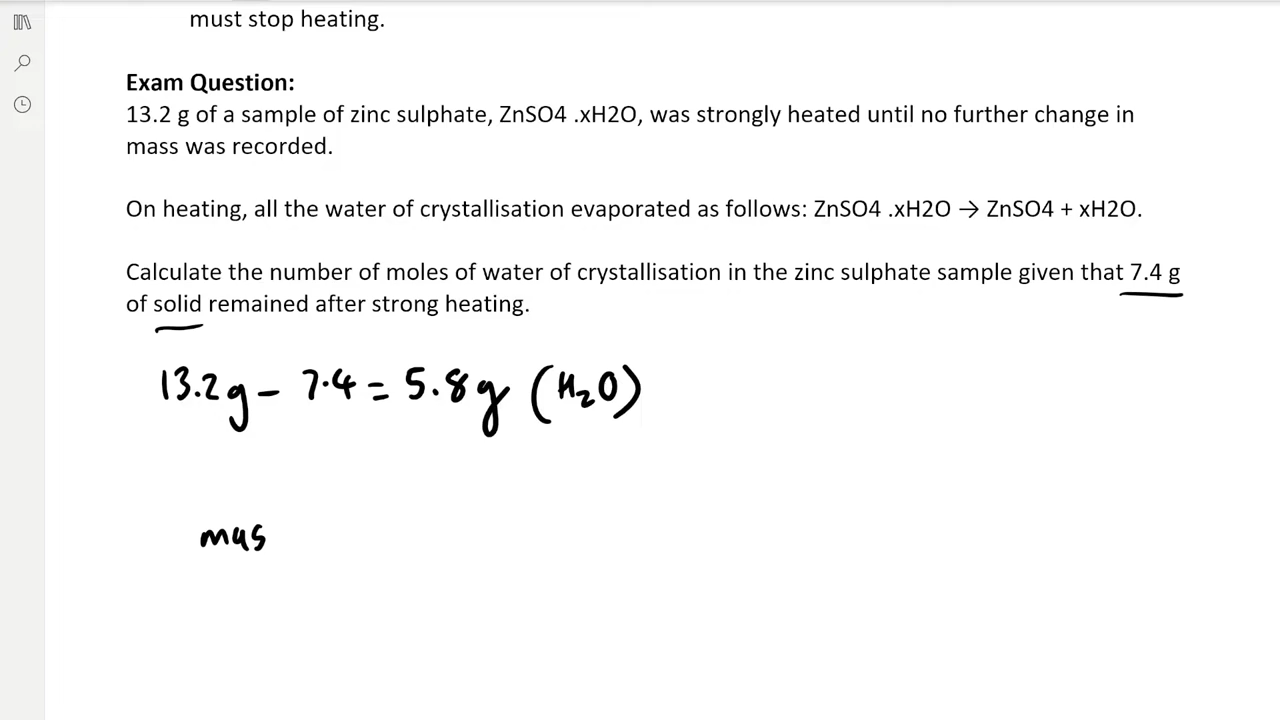 must stop heating.
Exam Question:
13.2 g of a sample of zinc sulphate, ZnSO4 .xH2O, was strongly heated until no further change in
mass was recorded.
On heating, all the water of crystallisation evaporated as follows: ZnSO4 .xH2O → ZnSO4 + xH2O.
Calculate the number of moles of water of crystallisation in the zinc sulphate sample given that 7.4 g
of solid remained after strong heating.
13.2g - 7.4 = 5.8g (H₂O)
mas